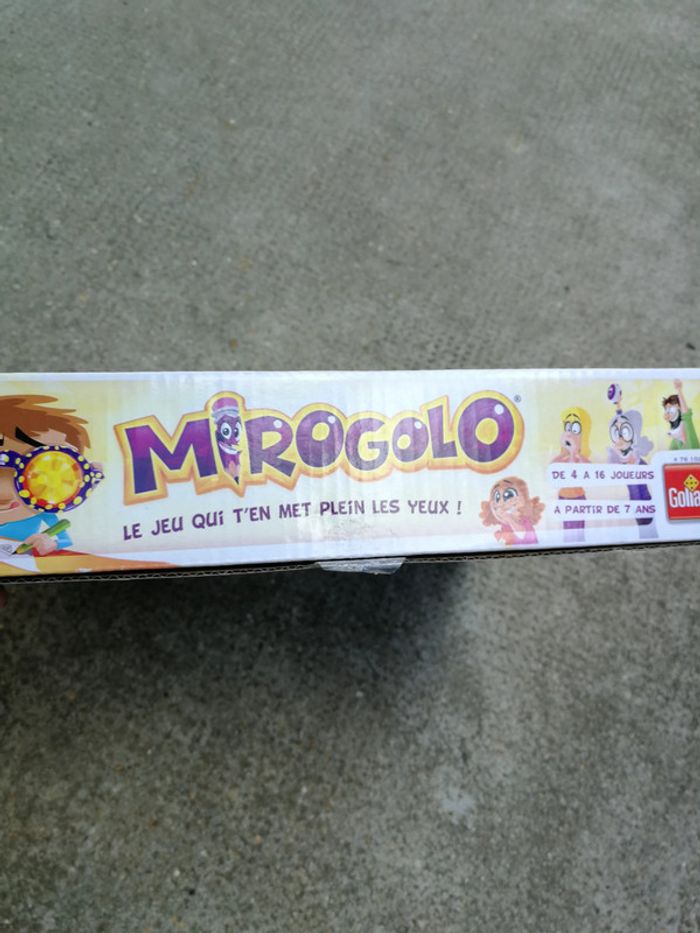 MIROGOLO®
LE JEU QUI T'EN MET PLEIN LES YEUX !
DE 4 A 16 JOUEURS
A PARTIR DE 7 ANS